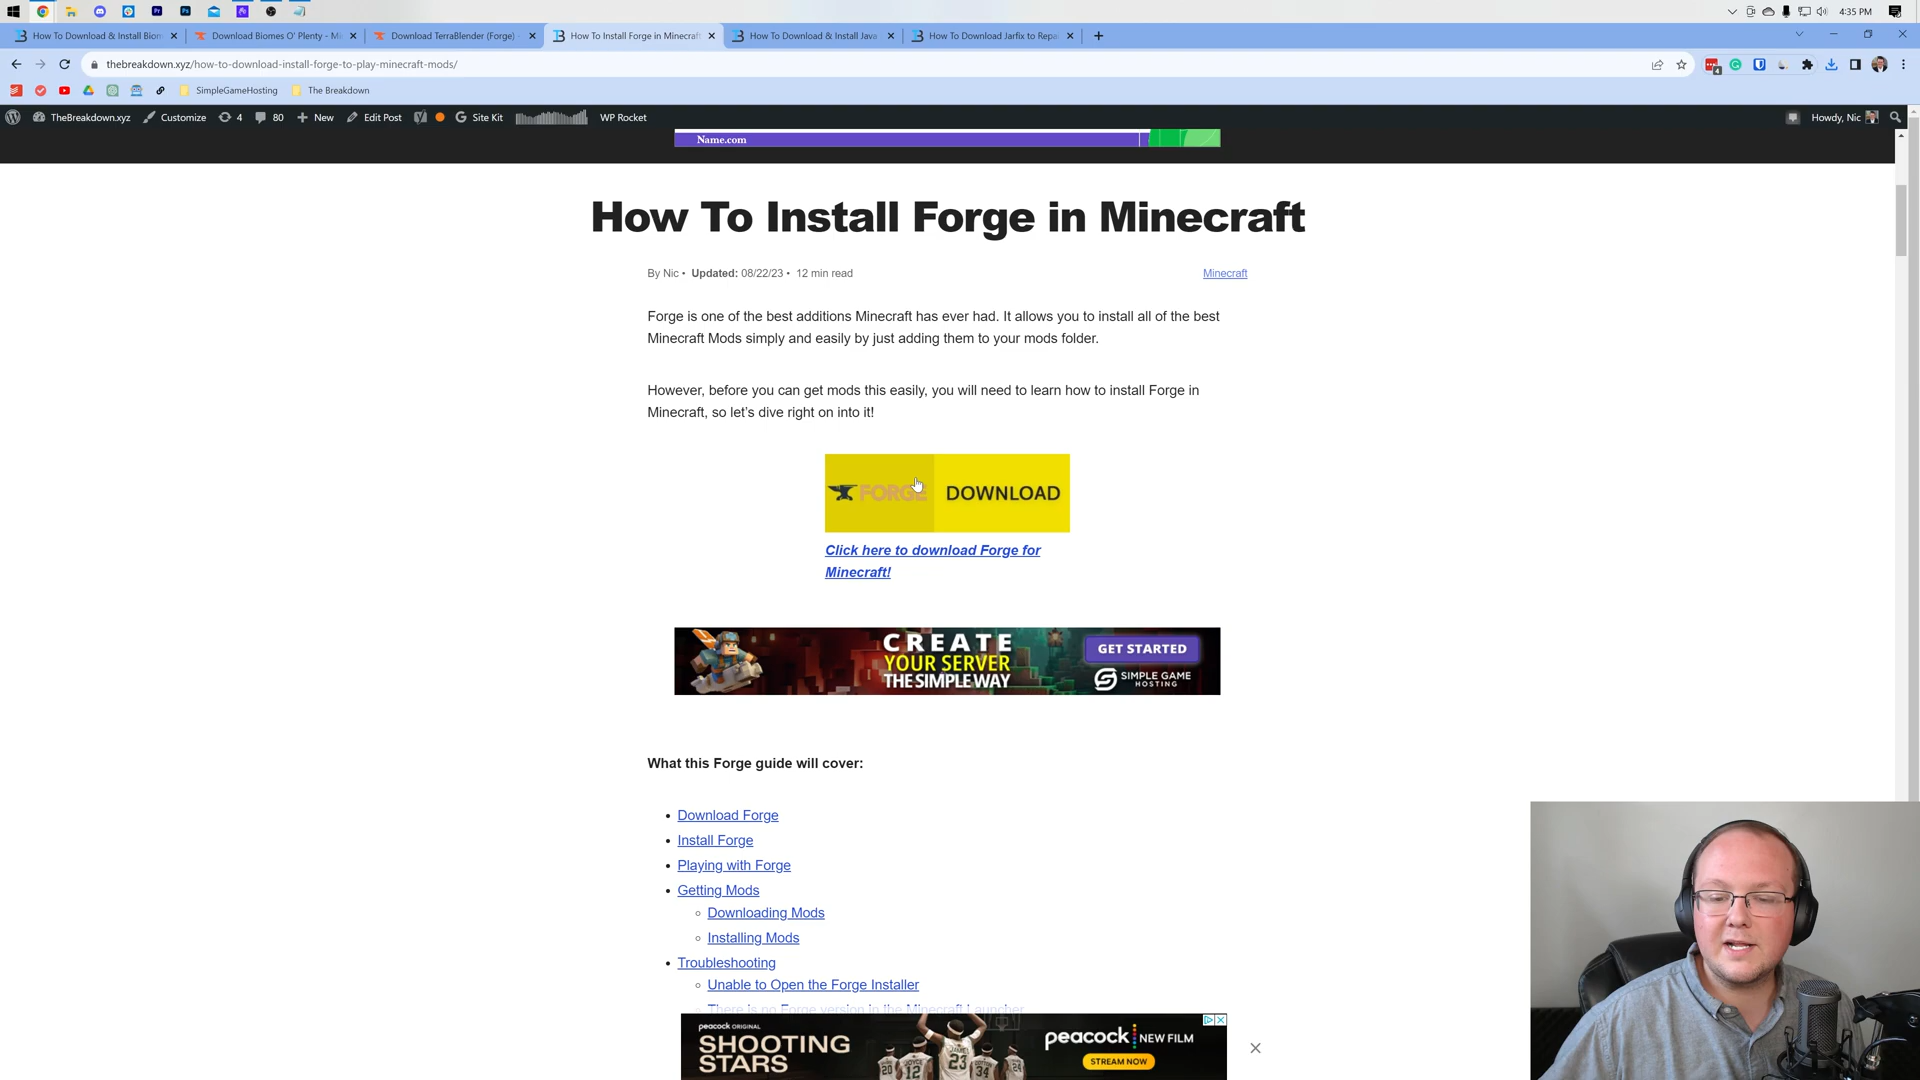 4:35 PM
How To Download & Install Biom
Download Biomes O' Plenty - Mi
Download TerraBlender (Forge) -
How To Install Forge in Minecraft
How To Download & Install Java
How To Download Jarfix to Repa
thebreakdown.xyz/how-to-download-install-forge-to-play-minecraft-mods/
SimpleGameHosting
The Breakdown
TheBreakdown.xyz
Customize
4
80
New
Edit Post
Site Kit
WP Rocket
Howdy, Nic
Name.com
How To Install Forge in Minecraft
By Nic • Updated: 08/22/23 • 12 min read
Minecraft
Forge is one of the best additions Minecraft has ever had. It allows you to install all of the best
Minecraft Mods simply and easily by just adding them to your mods folder.
However, before you can get mods this easily, you will need to learn how to install Forge in
Minecraft, so let's dive right on into it!
FORGE DOWNLOAD
Click here to download Forge for
Minecraft!
CREATE
YOUR SERVER
THE SIMPLE WAY
GET STARTED
SIMPLE GAME
HOSTING
What this Forge guide will cover:
• Download Forge
• Install Forge
• Playing with Forge
• Getting Mods
◦ Downloading Mods
◦ Installing Mods
• Troubleshooting
◦ Unable to Open the Forge Installer
◦ There is no Forge version in the Minecraft Launcher
peacock ORIGINAL
SHOOTING
STARS
JAMES
23
20
12
34
24
peacock NEW FILM
STREAM NOW